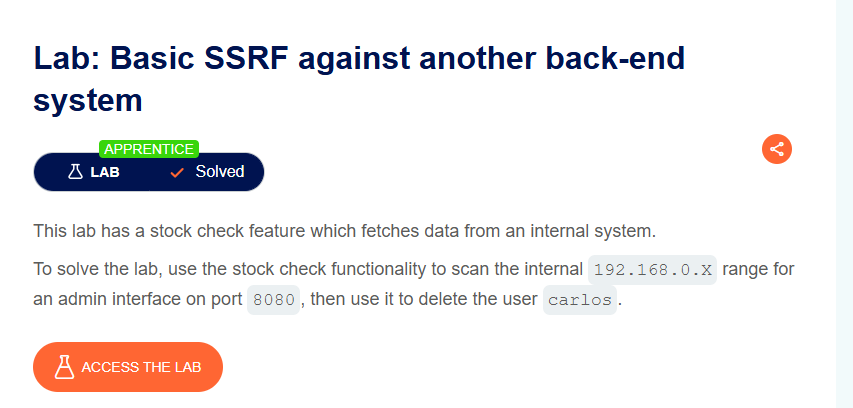 Lab: Basic SSRF against another back-end
system
APPRENTICE
LAB
Solved
This lab has a stock check feature which fetches data from an internal system.
To solve the lab, use the stock check functionality to scan the internal 192.168.0.X range for
an admin interface on port 8080, then use it to delete the user carlos.
ACCESS THE LAB